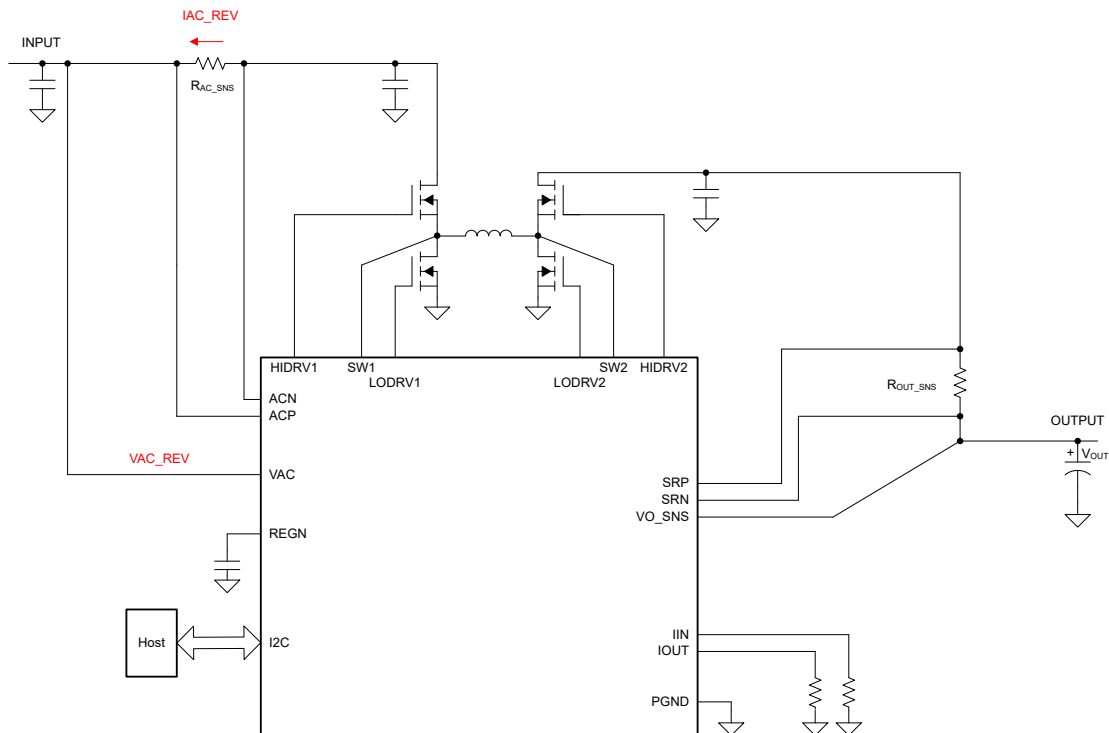 IAC_REV
INPUT
RAC_SNS
HIDRV1
SW1
LODRV1
LODRV2
SW2
HIDRV2
ACN
ACP
ROUT_SNS
OUTPUT
VAC_REV
VAC
+ VOUT
SRP
SRN
VO_SNS
REGN
Host
I2C
IIN
IOUT
PGND